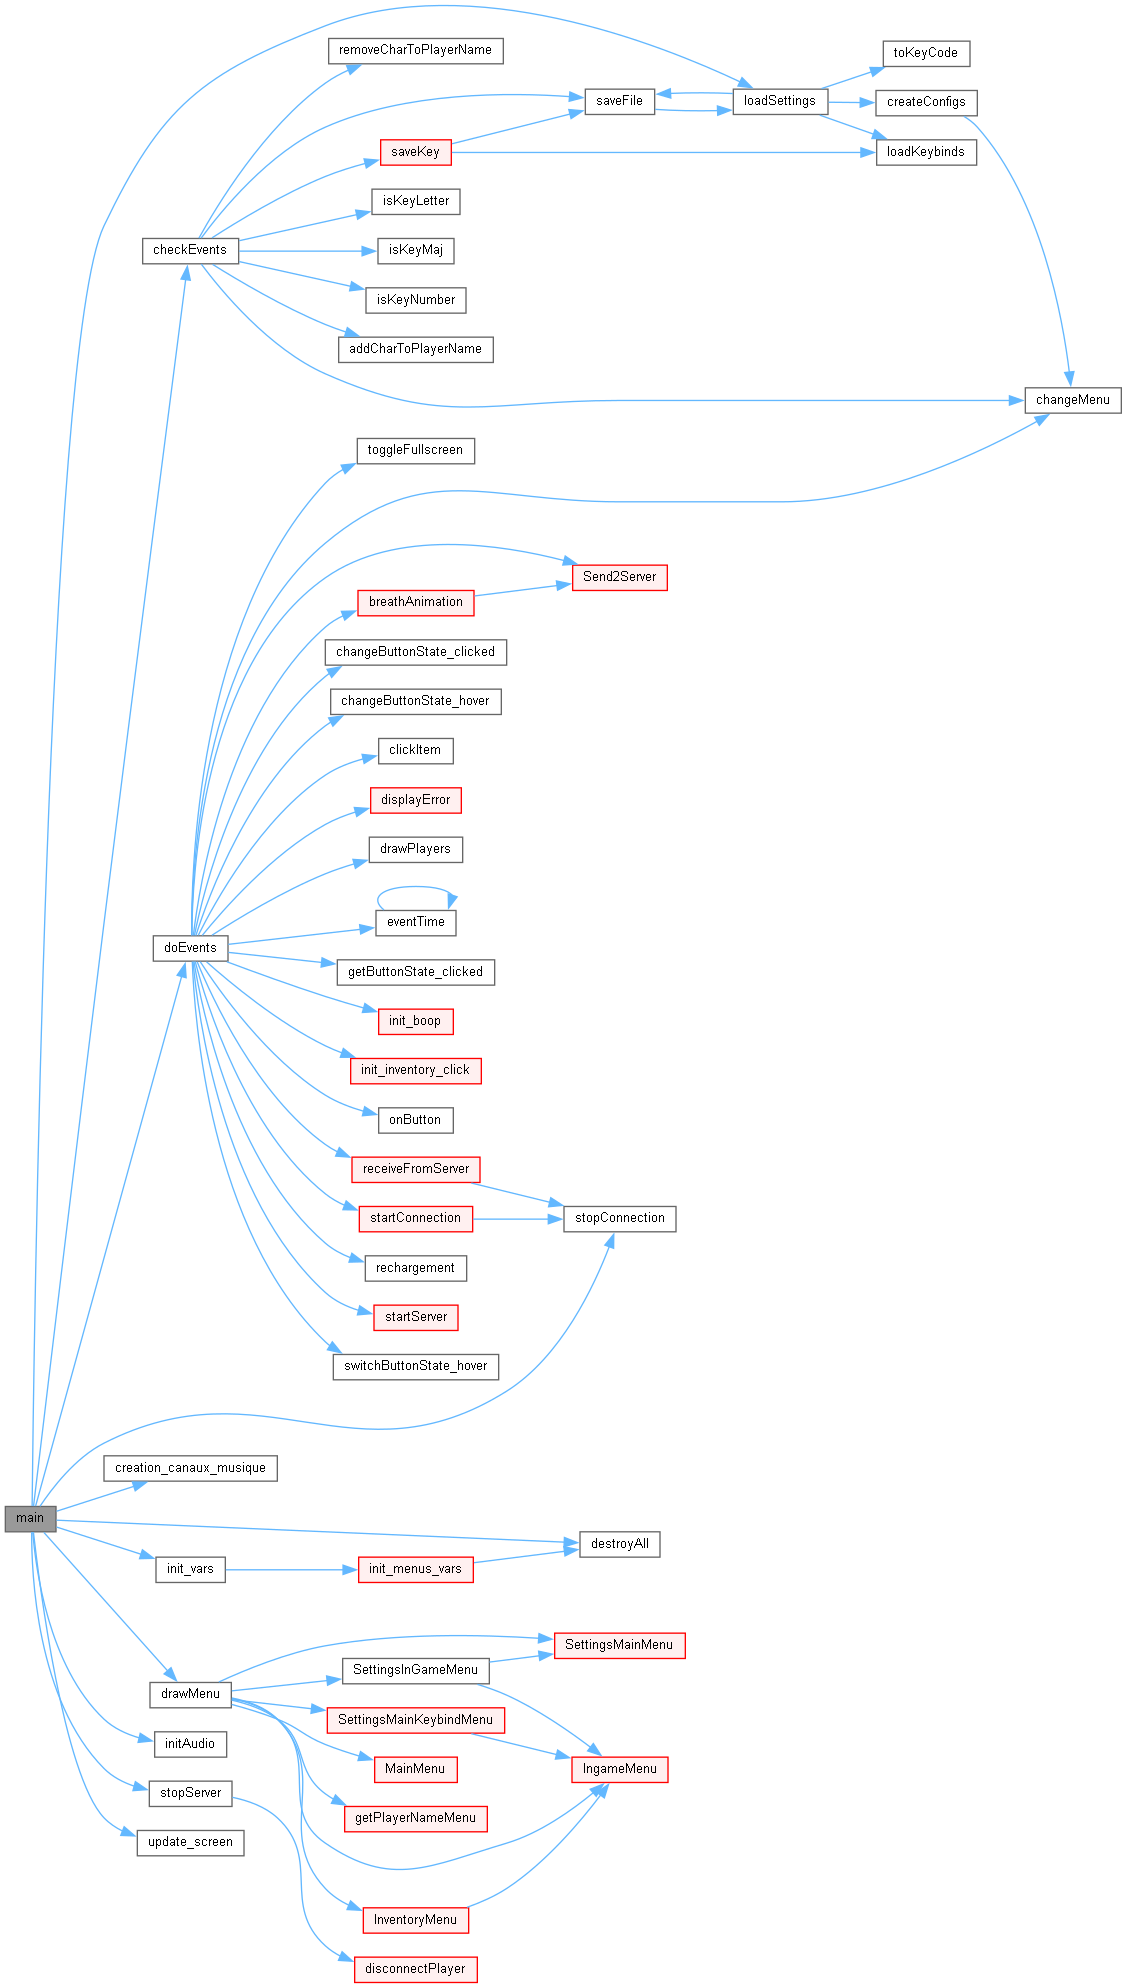 removeCharToPlayerName
toKeyCode
saveFile
loadSettings
createConfigs
saveKey
loadKeybinds
isKeyLetter
checkEvents
isKeyMaj
isKeyNumber
addCharToPlayerName
changeMenu
toggleFullscreen
Send2Server
breathAnimation
changeButtonState_clicked
changeButtonState_hover
clickItem
displayError
drawPlayers
eventTime
doEvents
getButtonState_clicked
init_boop
init_inventory_click
onButton
receiveFromServer
startConnection
stopConnection
rechargement
startServer
switchButtonState_hover
creation_canaux_musique
main
destroyAll
init_vars
init_menus_vars
SettingsMainMenu
SettingsInGameMenu
drawMenu
SettingsMainKeybindMenu
initAudio
MainMenu
IngameMenu
stopServer
getPlayerNameMenu
update_screen
InventoryMenu
disconnectPlayer